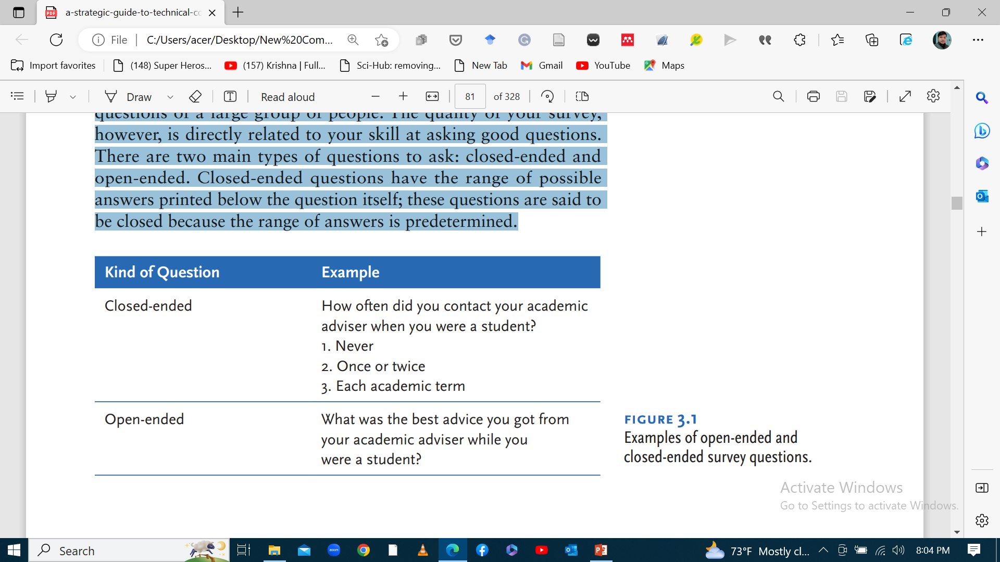 a-strategic-guide-to-technical-cc
File
C:/Users/acer/Desktop/New%20Com...
Import favorites
(148) Super Heros...
(157) Krishna | Full...
Sci-Hub: removing...
New Tab
Gmail
YouTube
Maps
Draw
Read aloud
81
of 328
questions of a large group of people. The quality of your survey,
however, is directly related to your skill at asking good questions.
There are two main types of questions to ask: closed-ended and
open-ended. Closed-ended questions have the range of possible
answers printed below the question itself; these questions are said to
be closed because the range of answers is predetermined.
Kind of Question
Example
Closed-ended
How often did you contact your academic
adviser when you were a student?
1. Never
2. Once or twice
3. Each academic term
Open-ended
What was the best advice you got from
your academic adviser while you
were a student?
FIGURE 3.1
Examples of open-ended and
closed-ended survey questions.
Activate Windows
Go to Settings to activate Windows.
Search
zoom
73°F Mostly cl...
8:04 PM